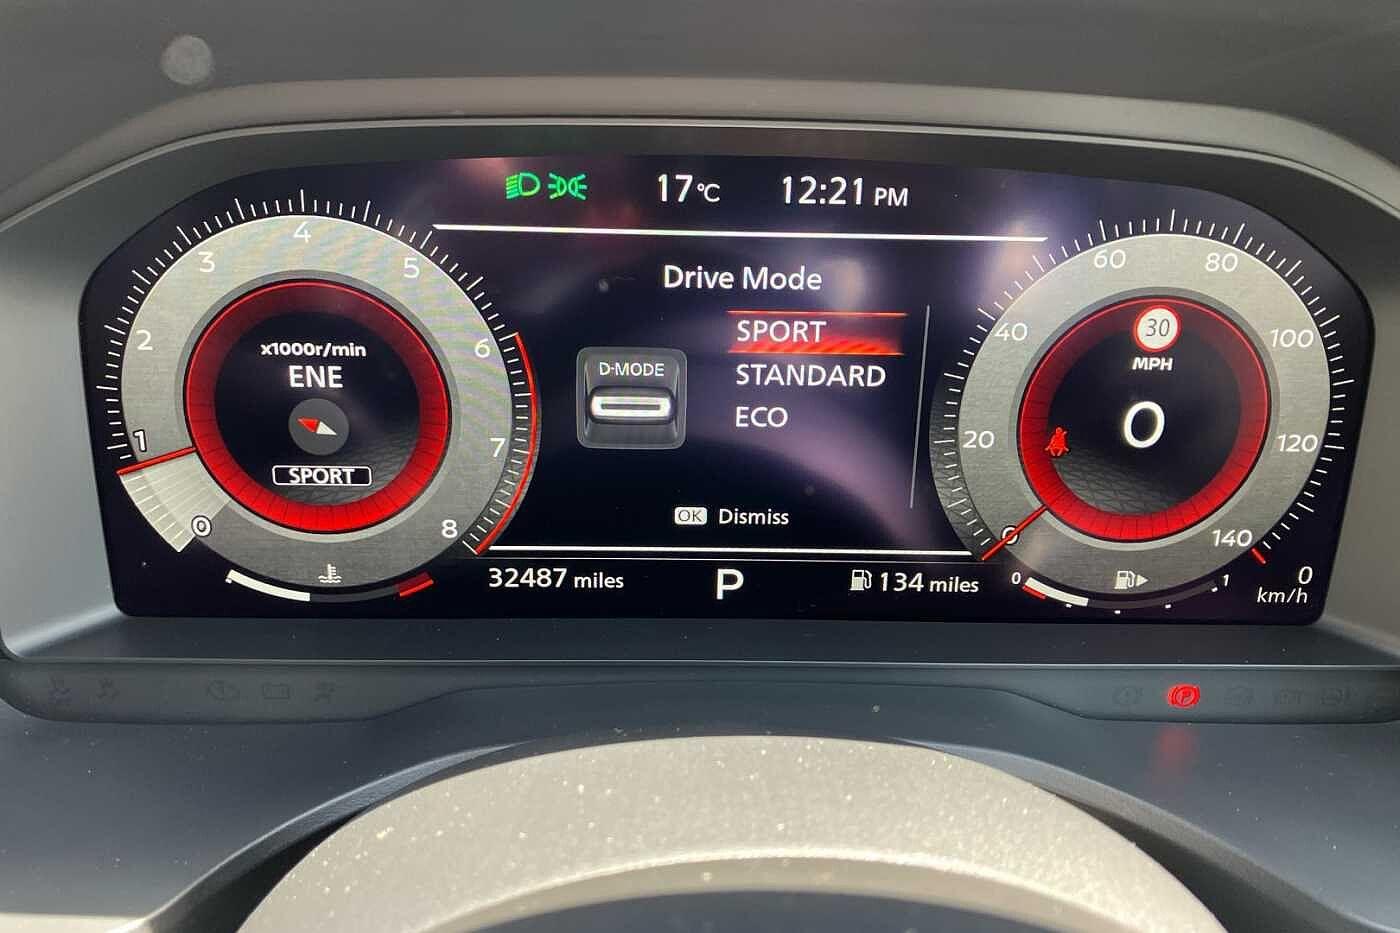 17°C 12:21 PM
Drive Mode
SPORT
STANDARD
ECO
D-MODE
OK Dismiss
32487 miles P 134 miles
x1000r/min
ENE
SPORT
0 1 2 3 4 5 6 7 8
30
MPH
0
0 20 40 60 80 100 120 140
0 1
0
km/h
P